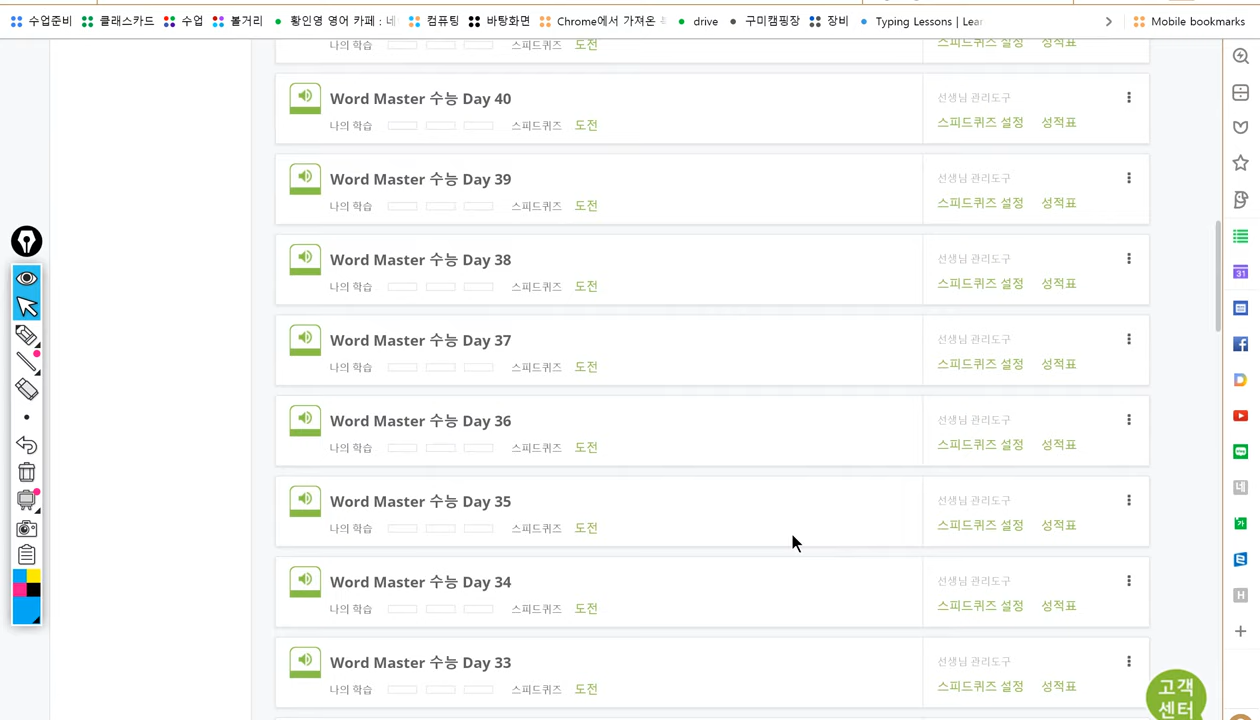 수업준비 클래스카드 수업 볼거리 황인영 영어 카페 : 네 컴퓨팅 바탕화면 Chrome에서 가져온 drive 구미캠핑장 장비 Typing Lessons | Lear Mobile bookmarks
나의 학습 스피드퀴즈 도전 스피드퀴즈 설정 성적표
Word Master 수능 Day 40 선생님 관리도구
나의 학습 스피드퀴즈 도전 스피드퀴즈 설정 성적표
Word Master 수능 Day 39 선생님 관리도구
나의 학습 스피드퀴즈 도전 스피드퀴즈 설정 성적표
Word Master 수능 Day 38 선생님 관리도구
나의 학습 스피드퀴즈 도전 스피드퀴즈 설정 성적표
Word Master 수능 Day 37 선생님 관리도구
나의 학습 스피드퀴즈 도전 스피드퀴즈 설정 성적표
Word Master 수능 Day 36 선생님 관리도구
나의 학습 스피드퀴즈 도전 스피드퀴즈 설정 성적표
Word Master 수능 Day 35 선생님 관리도구
나의 학습 스피드퀴즈 도전 스피드퀴즈 설정 성적표
Word Master 수능 Day 34 선생님 관리도구
나의 학습 스피드퀴즈 도전 스피드퀴즈 설정 성적표
Word Master 수능 Day 33 선생님 관리도구
나의 학습 스피드퀴즈 도전 스피드퀴즈 설정 성적표
고객
센터
31
네
가
H